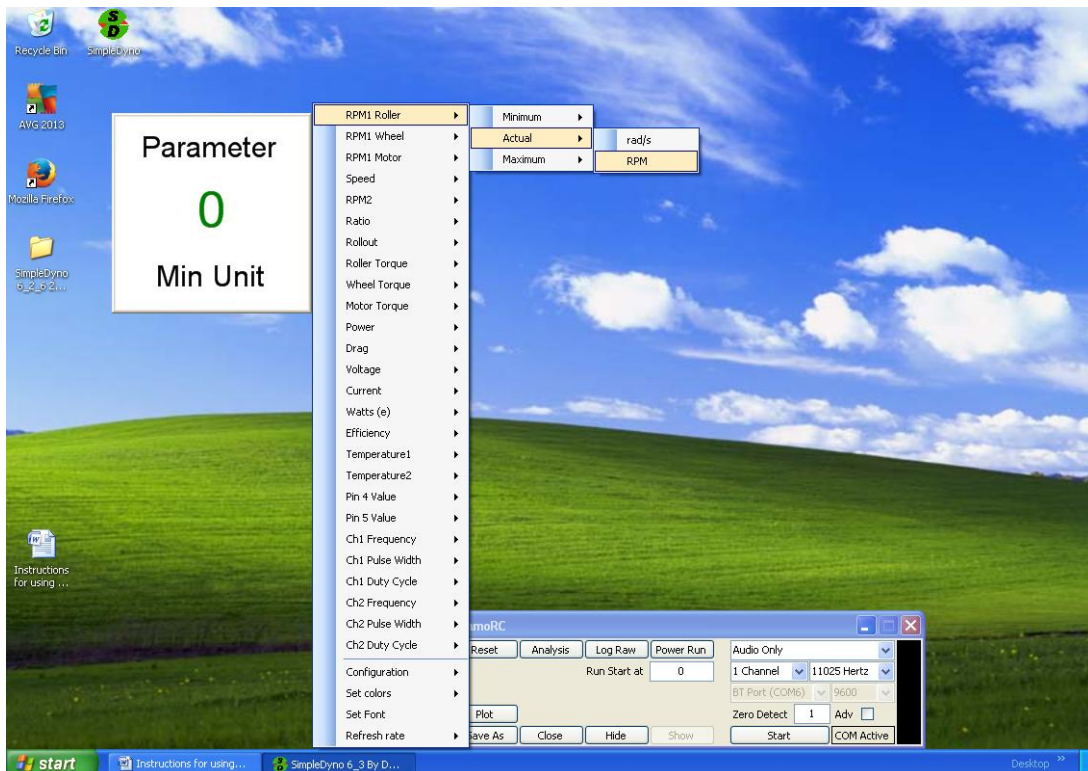 Recycle Bin
SimpleDyno
AVG 2013
Mozilla Firefox
SimpleDyno
6_2_6 2...
Instructions
for using ...
Parameter
0
Min Unit
RPM1 Roller
RPM1 Wheel
RPM1 Motor
Speed
RPM2
Ratio
Rollout
Roller Torque
Wheel Torque
Motor Torque
Power
Drag
Voltage
Current
Watts (e)
Efficiency
Temperature1
Temperature2
Pin 4 Value
Pin 5 Value
Ch1 Frequency
Ch1 Pulse Width
Ch1 Duty Cycle
Ch2 Frequency
Ch2 Pulse Width
Ch2 Duty Cycle
Configuration
Set colors
Set Font
Refresh rate
Minimum
Actual
Maximum
rad/s
RPM
moRC
Reset Analysis Log Raw Power Run Audio Only
Run Start at 0 1 Channel 11025 Hertz
BT Port (COM6) 9600
Plot Zero Detect 1 Adv
Save As Close Hide Show Start COM Active
start Instructions for using... SimpleDyno 6_3 By D... Desktop »